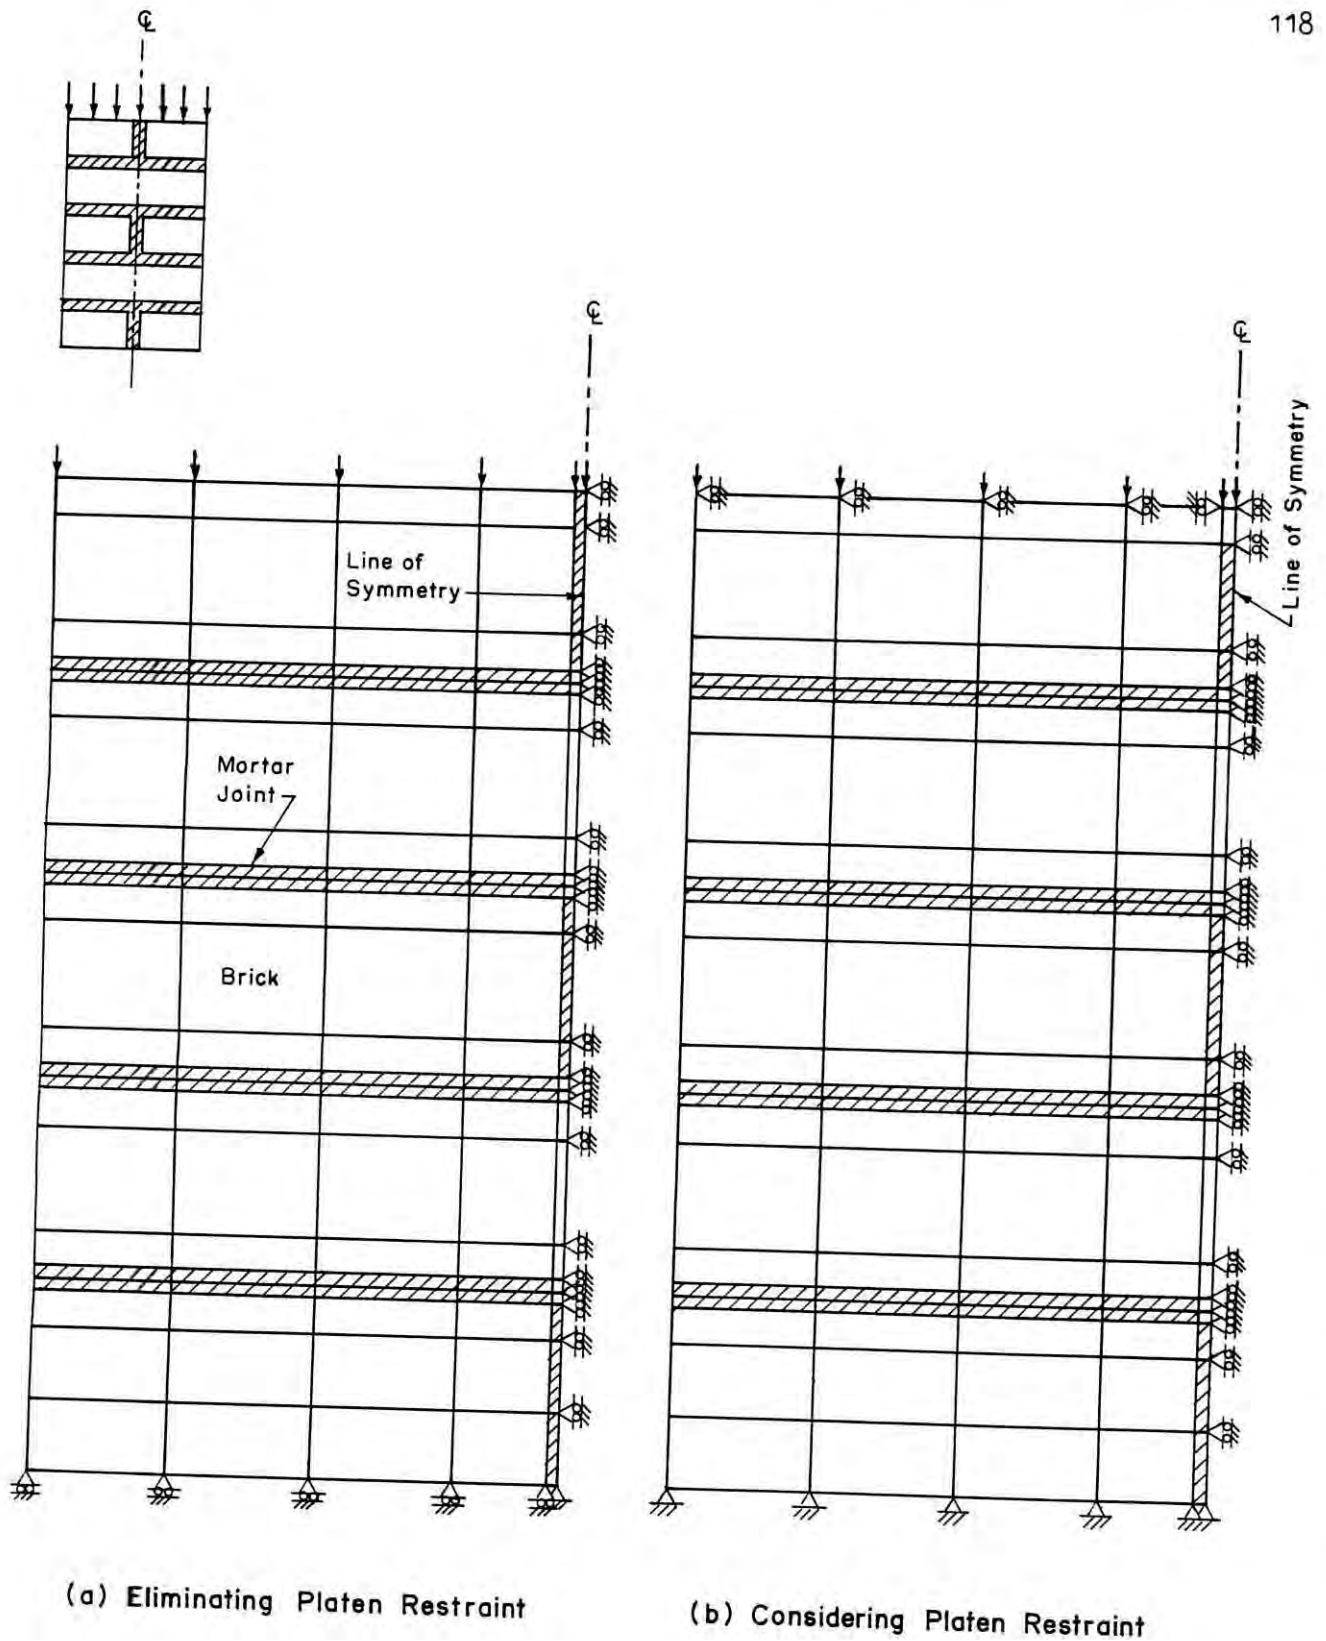 118
℄
℄
℄
Line of
Symmetry
Line of Symmetry
Mortar
Joint
Brick
(a) Eliminating Platen Restraint
(b) Considering Platen Restraint